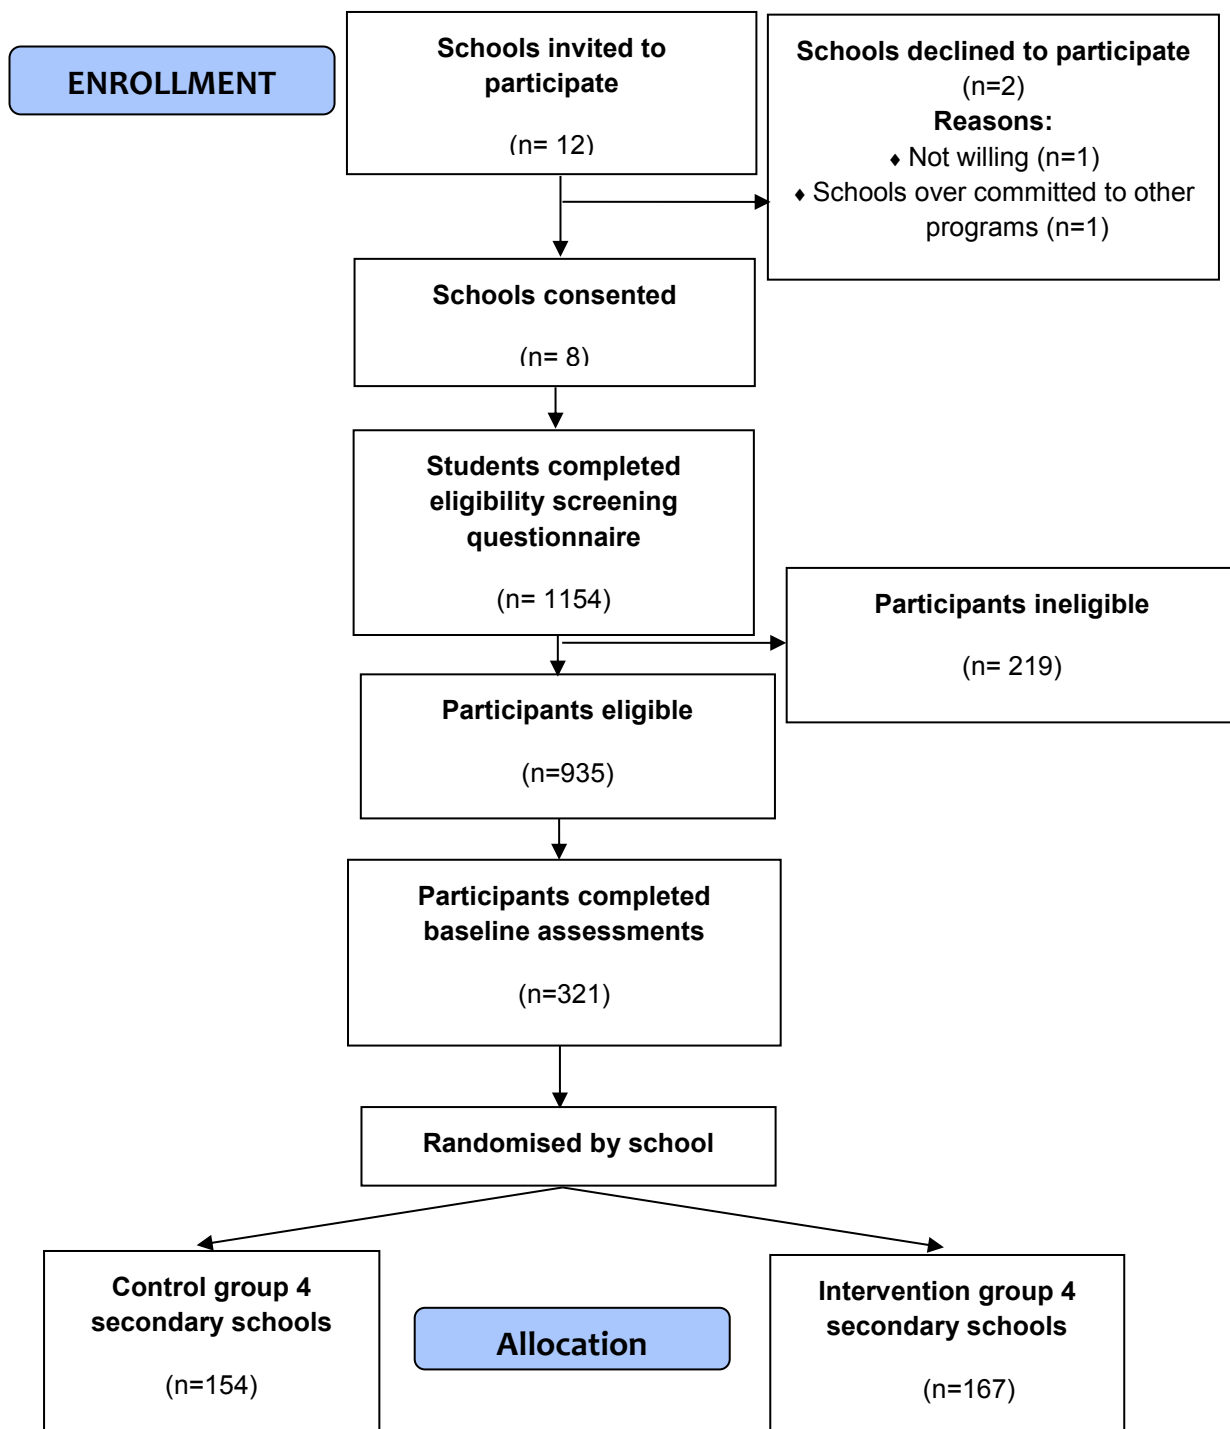 ENROLLMENT
Schools invited to
participate
(n= 12)
Schools declined to participate
(n=2)
Reasons:
♦ Not willing (n=1)
♦ Schools over committed to other
programs (n=1)
Schools consented
(n= 8)
Students completed
eligibility screening
questionnaire
(n= 1154)
Participants ineligible
(n= 219)
Participants eligible
(n=935)
Participants completed
baseline assessments
(n=321)
Randomised by school
Control group 4
secondary schools
(n=154)
Allocation
Intervention group 4
secondary schools
(n=167)